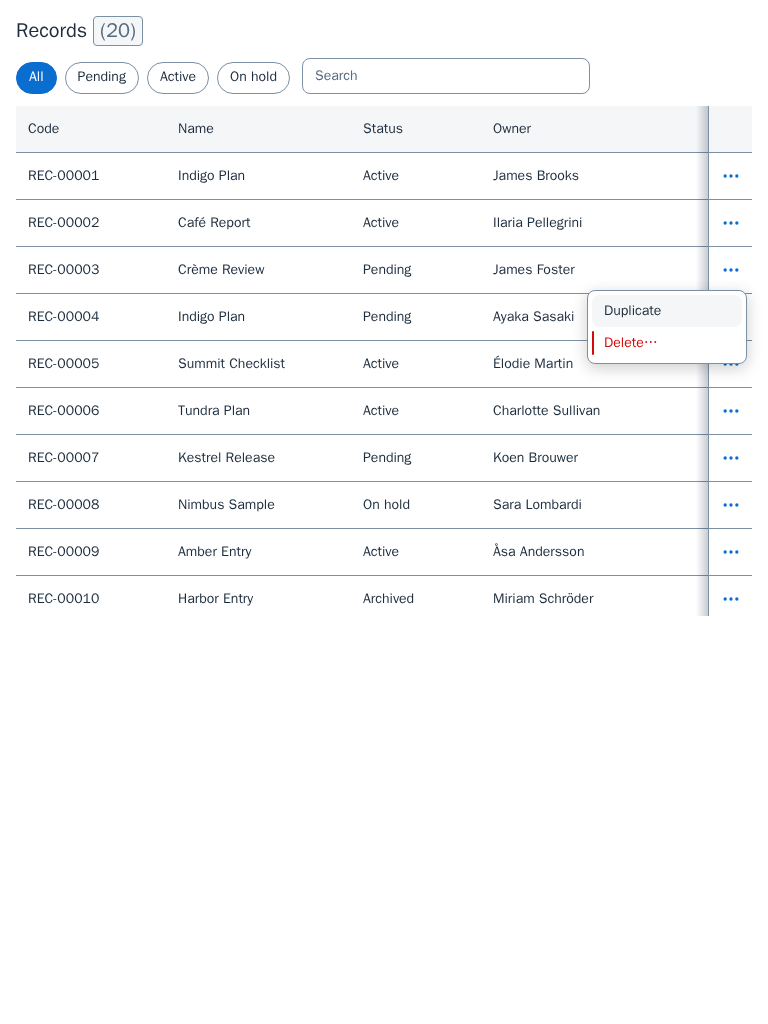 Records (20)
All Pending Active On hold Search
Code Name Status Owner
REC-00001 Indigo Plan Active James Brooks
REC-00002 Café Report Active Ilaria Pellegrini
REC-00003 Crème Review Pending James Foster
REC-00004 Indigo Plan Pending Ayaka Sasaki
Duplicate
Delete…
REC-00005 Summit Checklist Active Élodie Martin
REC-00006 Tundra Plan Active Charlotte Sullivan
REC-00007 Kestrel Release Pending Koen Brouwer
REC-00008 Nimbus Sample On hold Sara Lombardi
REC-00009 Amber Entry Active Åsa Andersson
REC-00010 Harbor Entry Archived Miriam Schröder